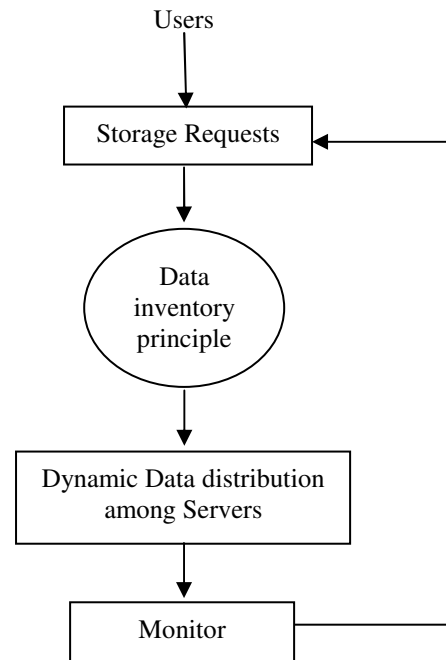 Users
Storage Requests
Data
inventory
principle
Dynamic Data distribution
among Servers
Monitor